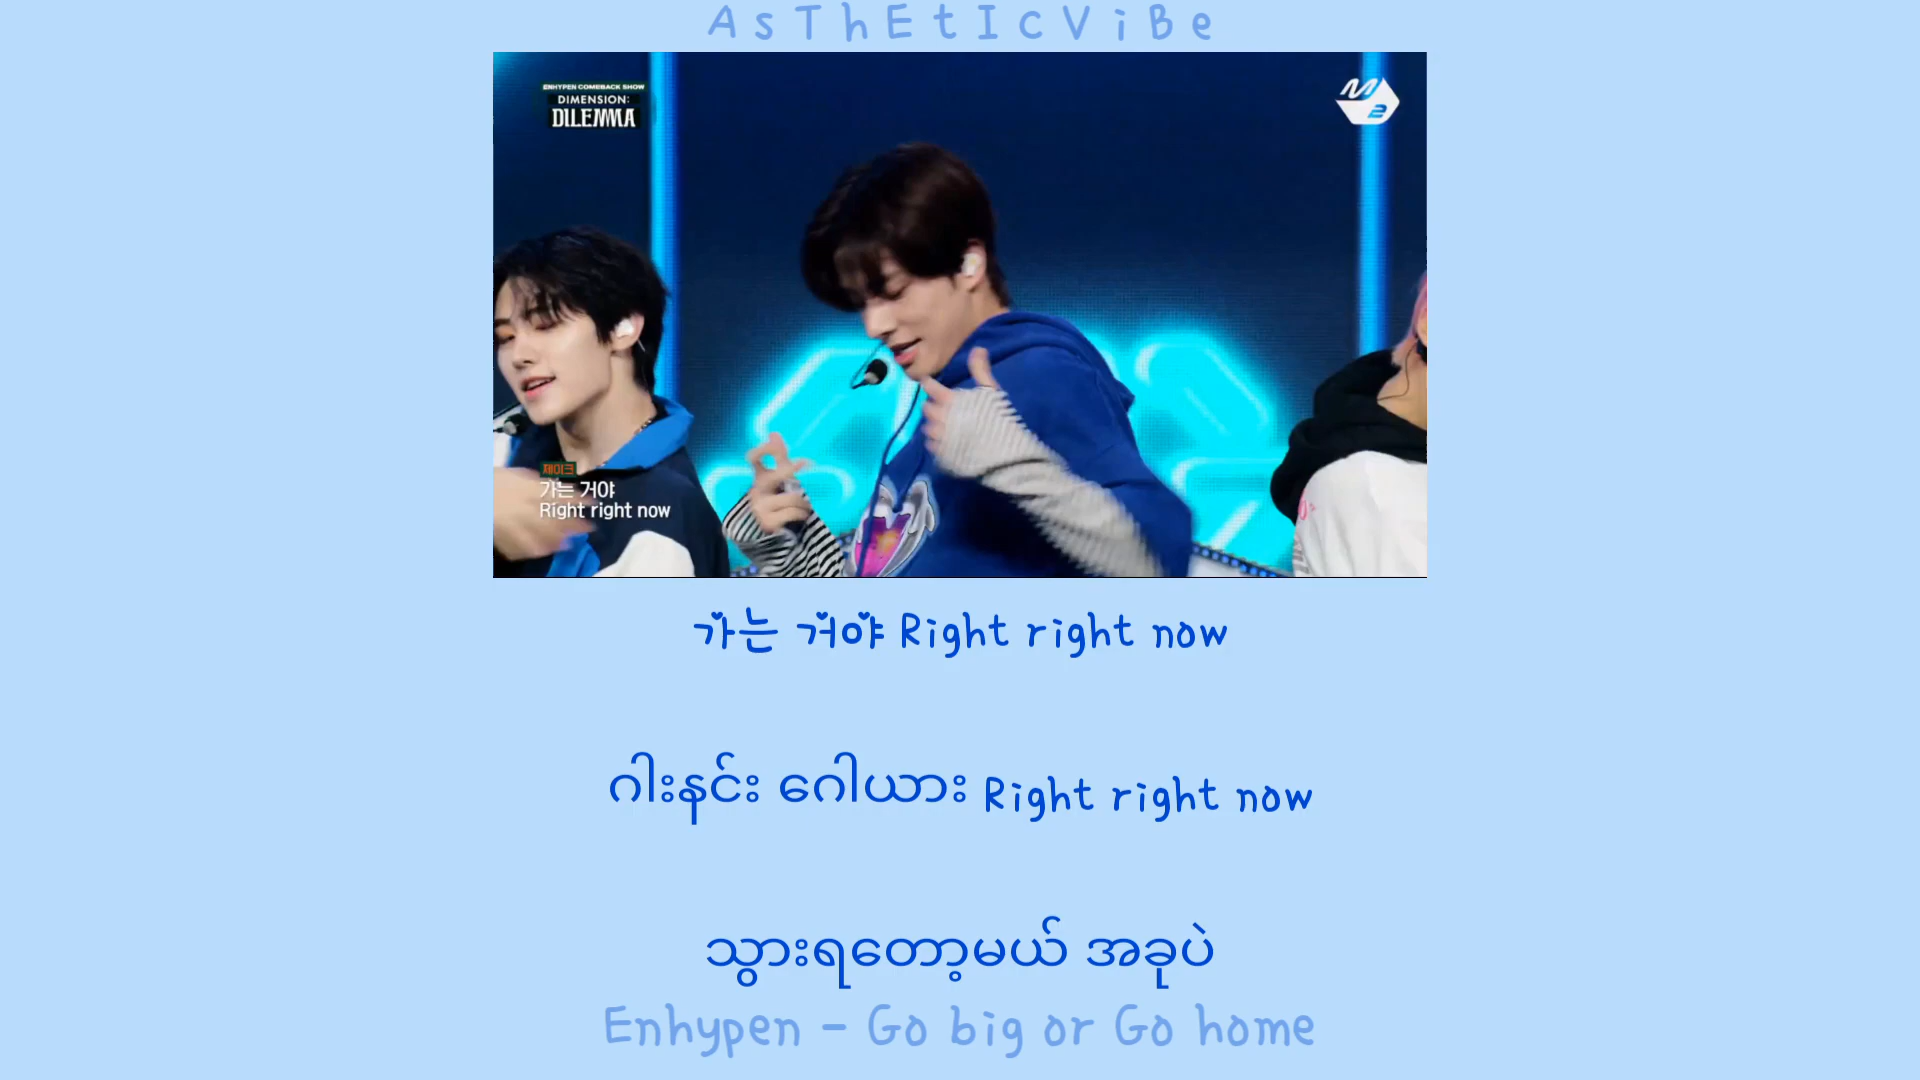 AsThEtIcViBe
ENHYPEN COMEBACK SHOW
DIMENSION:
DILEMMA
M2
제이크
가는 거야
Right right now
가는 거야 Right right now
ဂါးနင်း ဂေါယား Right right now
သွားရတော့မယ် အခုပဲ
Enhypen - Go big or Go home